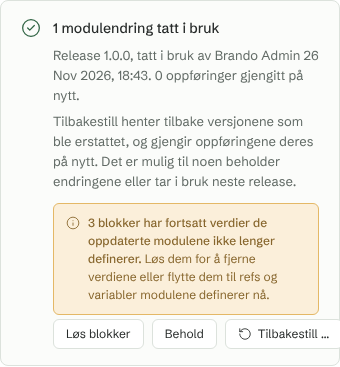 1 modulendring tatt i bruk
Release 1.0.0, tatt i bruk av Brando Admin 26
Nov 2026, 18:43. 0 oppføringer gjengitt på
nytt.
Tilbakestill henter tilbake versjonene som
ble erstattet, og gjengir oppføringene deres
på nytt. Det er mulig til noen beholder
endringene eller tar i bruk neste release.
3 blokker har fortsatt verdier de
oppdaterte modulene ikke lenger
definerer. Løs dem for å fjerne
verdiene eller flytte dem til refs og
variabler modulene definerer nå.
Løs blokker
Behold
Tilbakestill ...